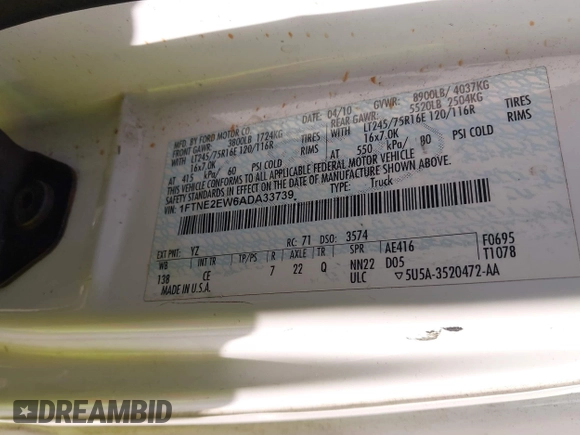 MFD. BY FORD MOTOR CO. DATE: 04/10 GVWR: 8900LB/ 4037KG
FRONT GAWR: 3800LB 1724KG REAR GAWR: 5520LB 2504KG
WITH LT245/75R16E 120/116R TIRES WITH LT245/75R16E 120/116R TIRES
16x7.0K 16x7.0K
AT 415 kPa/ 60 PSI COLD AT 550 kPa/ 80 PSI COLD
THIS VEHICLE CONFORMS TO ALL APPLICABLE FEDERAL MOTOR VEHICLE
SAFETY STANDARDS IN EFFECT ON THE DATE OF MANUFACTURE SHOWN ABOVE.
VIN: 1FTNE2EW6ADA33739 TYPE: Truck
EXT PNT: YZ RC: 71 DSO: 3574
WB INT TR TP/PS R AXLE TR SPR AE416 F0695
138 CE 7 22 Q NN22 D05 T1078
MADE IN U.S.A. ULC 5U5A-3520472-AA
DREAMBID